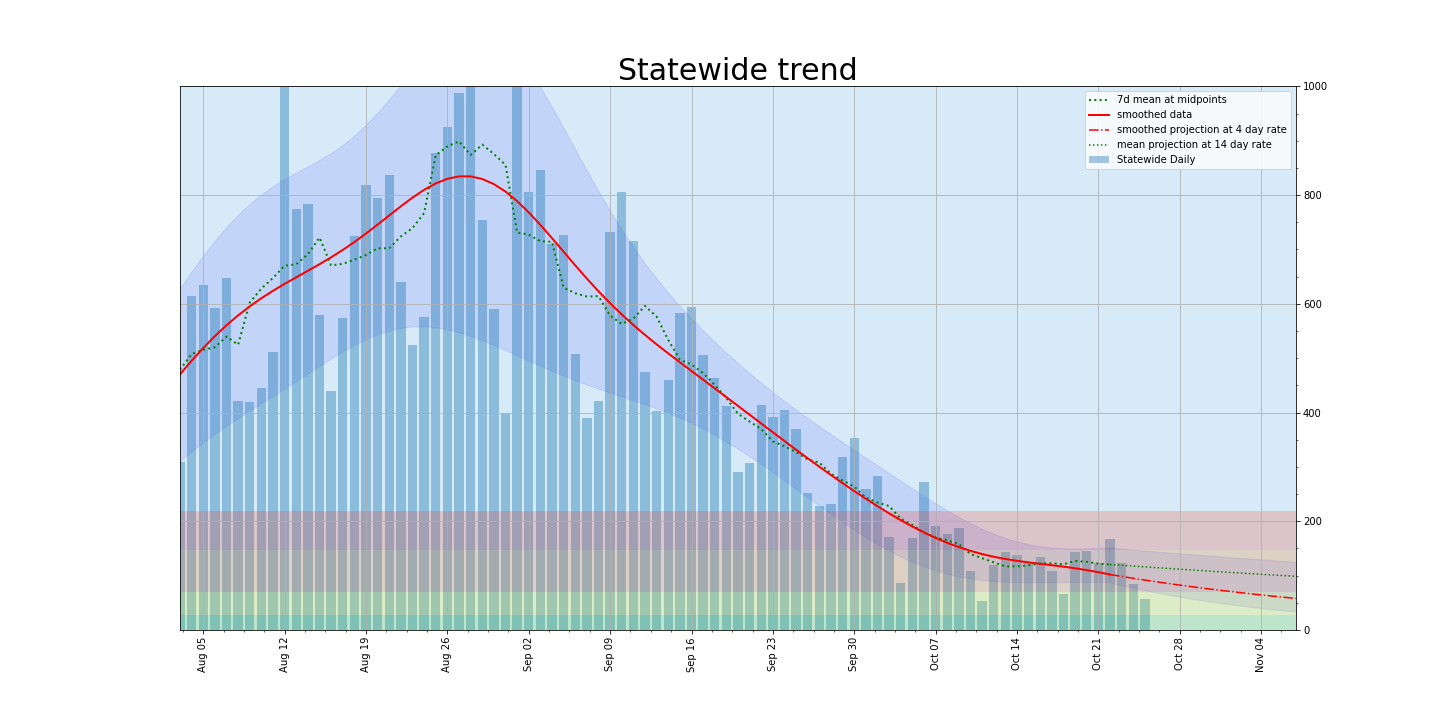 Statewide trend
1000
7d mean at midpoints
smoothed data
smoothed projection at 4 day rate
mean projection at 14 day rate
Statewide Daily
800
600
400
200
0
Aug 05
Aug 12
Aug 19
Aug 26
Sep 02
Sep 09
Sep 16
Sep 23
Sep 30
Oct 07
Oct 14
Oct 21
Oct 28
Nov 04